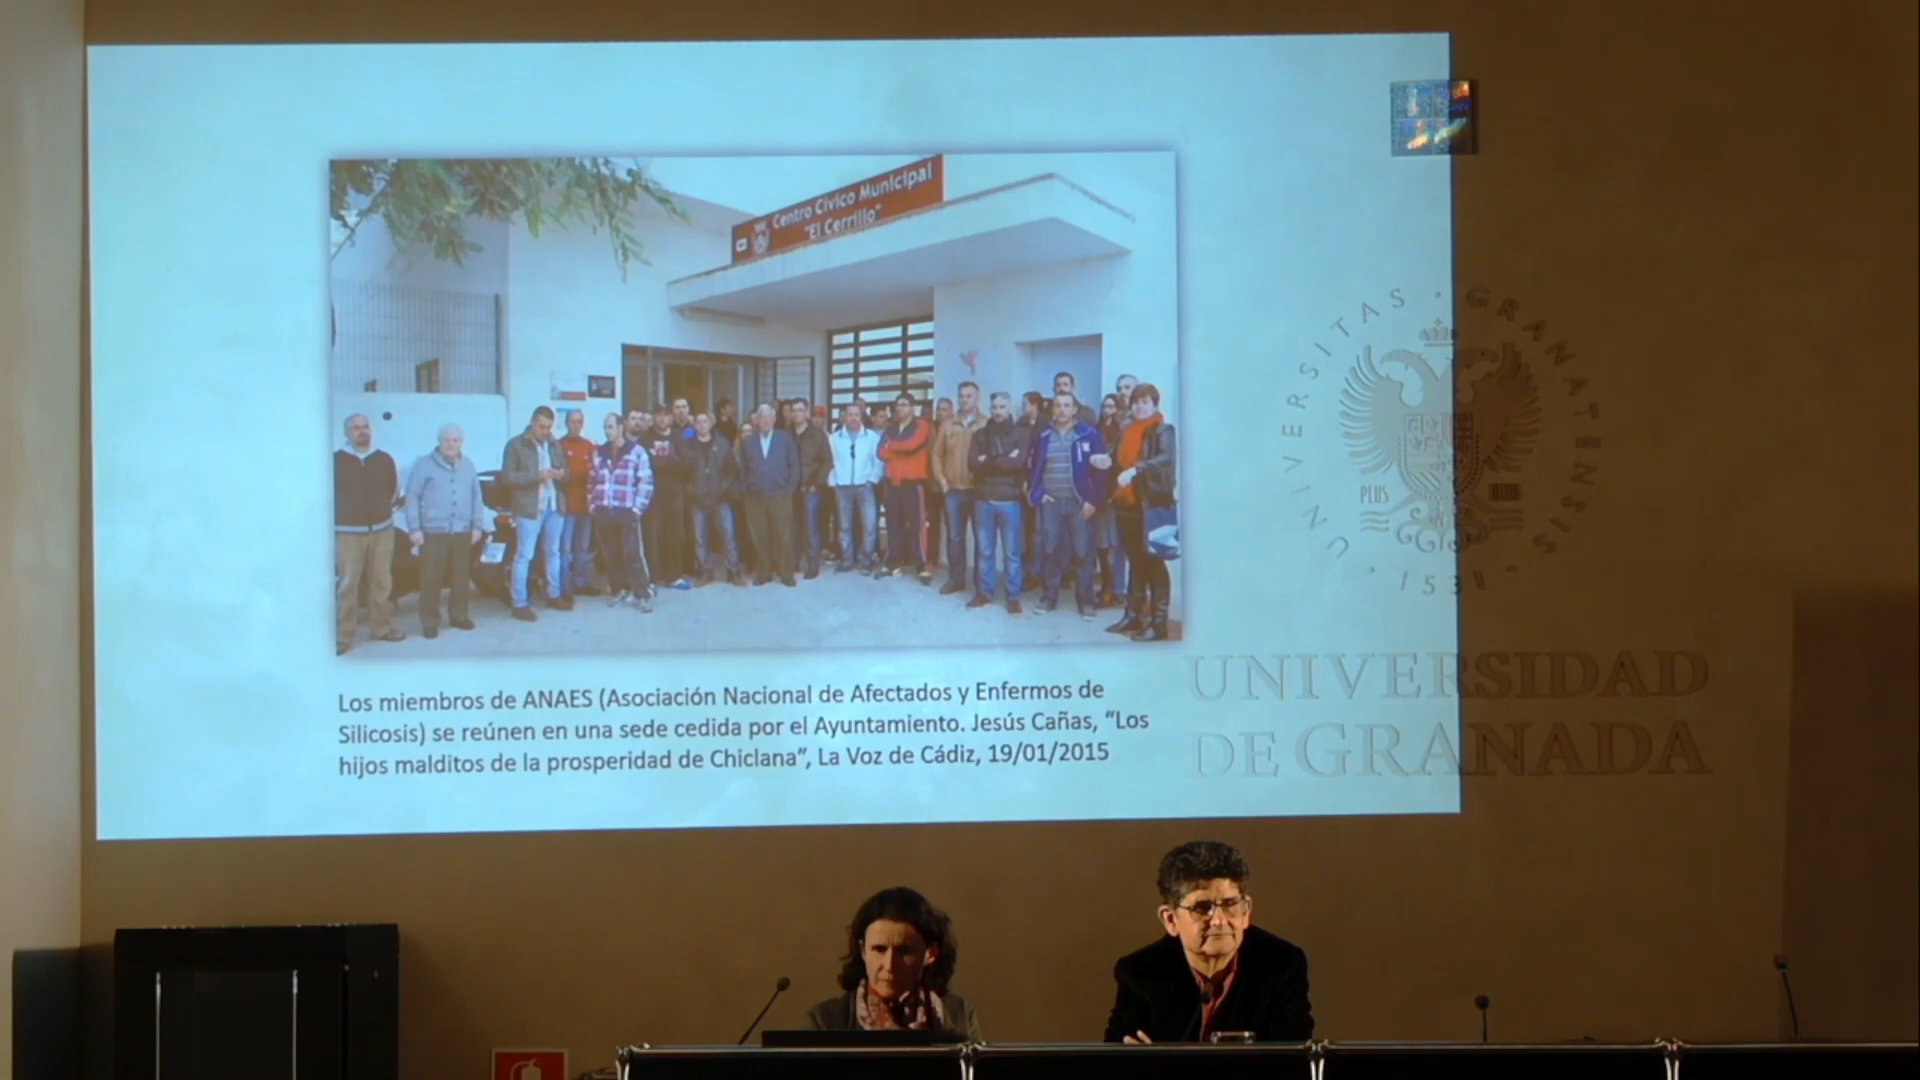 Centro Cívico Municipal
"El Cerrillo"
Los miembros de ANAES (Asociación Nacional de Afectados y Enfermos de
Silicosis) se reúnen en una sede cedida por el Ayuntamiento. Jesús Cañas, “Los
hijos malditos de la prosperidad de Chiclana”, La Voz de Cádiz, 19/01/2015
UNIVERSITAS · GRANATENSIS · 1531 ·
PLUS
UNIVERSIDAD
DE GRANADA